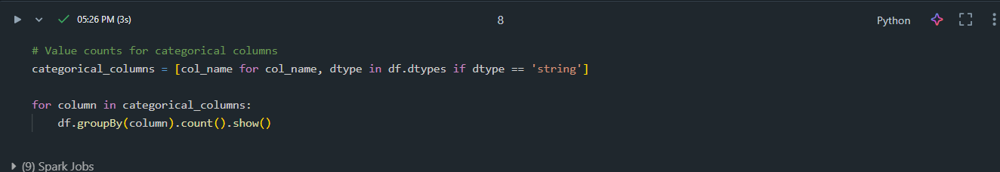 05:26 PM (3s)
8
Python
# Value counts for categorical columns
categorical_columns = [col_name for col_name, dtype in df.dtypes if dtype == 'string']
for column in categorical_columns:
    df.groupBy(column).count().show()
(9) Spark Jobs